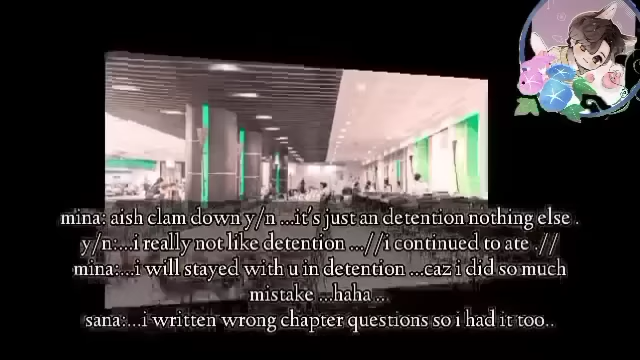 mina: aish clam down y/n ...it's just an detention nothing else .
y/n:...i really not like detention ...//i continued to ate .//
mina:...i will stayed with u in detention ...caz i did so much
mistake ...haha ..
sana:...i written wrong chapter questions so i had it too..